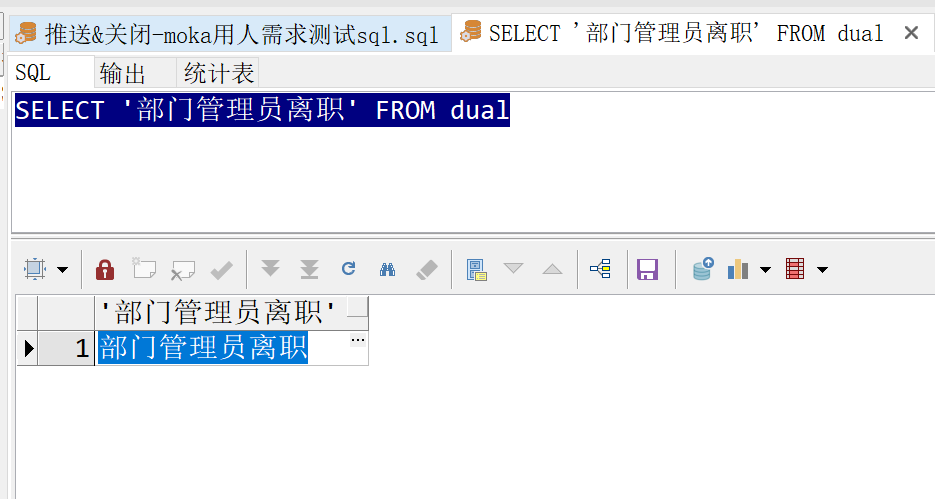 推送&关闭-moka用人需求测试sql.sql
SELECT '部门管理员离职' FROM dual
SQL 输出 统计表
SELECT '部门管理员离职' FROM dual
'部门管理员离职'
1 部门管理员离职